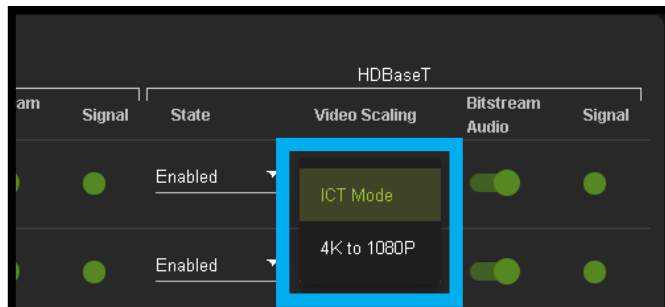 HDBaseT
am Signal State Video Scaling Bitstream Audio Signal
Enabled ICT Mode
4K to 1080P
Enabled